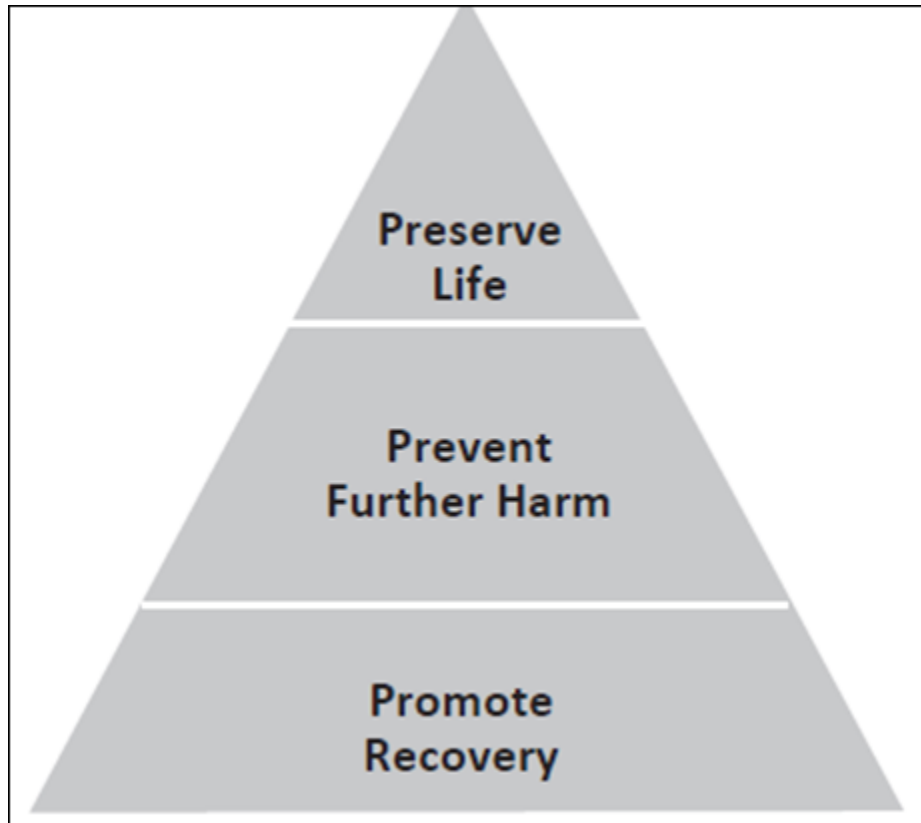 Preserve
Life
Prevent
Further Harm
Promote
Recovery